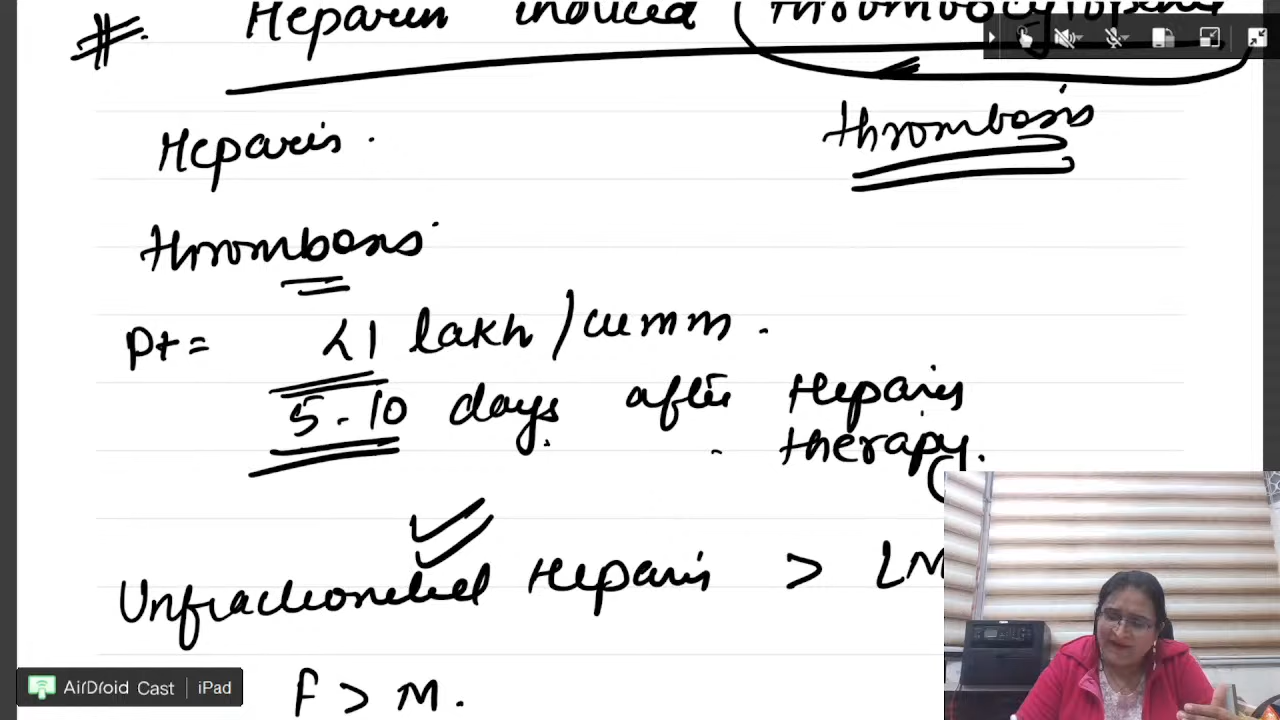 #. Heparin induced thrombocytopenia
thrombosis
Heparin.
thrombosis
Pt = <1 lakh/cumm.
5-10 days after Heparin
therapy.
Unfractionated Heparin > LM
F > M.
AirDroid Cast | iPad